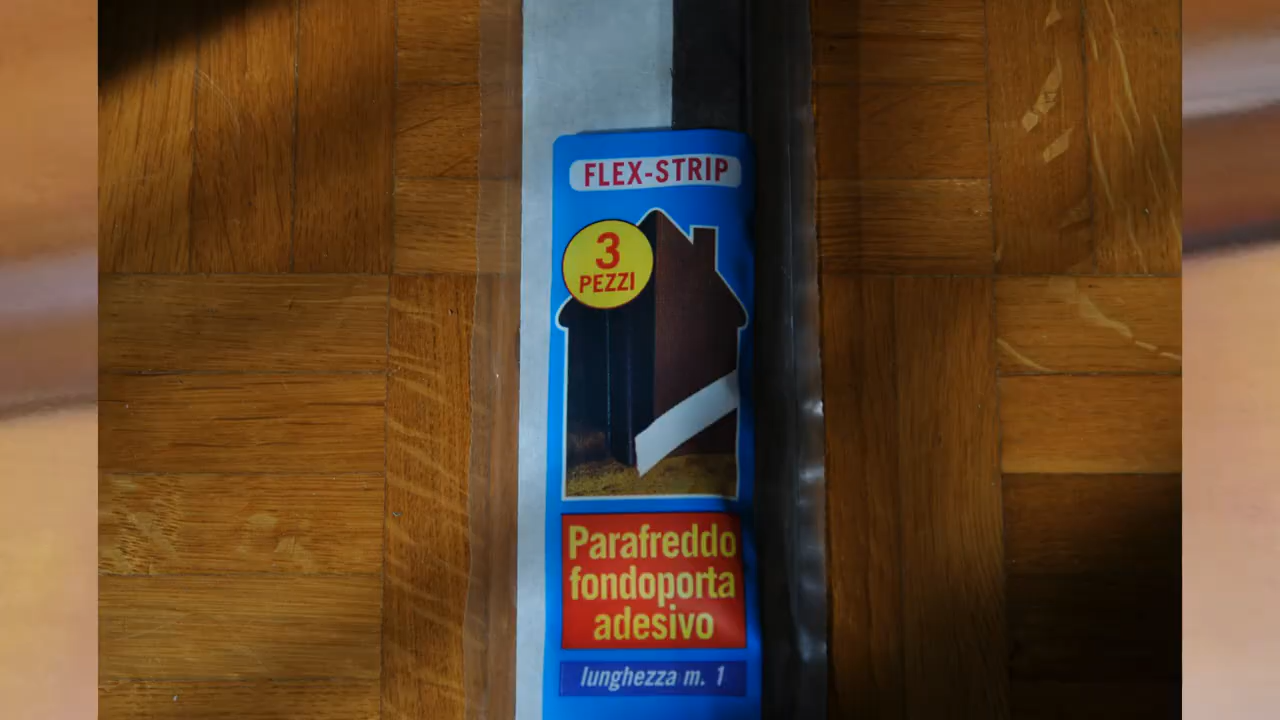 FLEX-STRIP
3
PEZZI
Parafreddo
fondoporta
adesivo
lunghezza m. 1